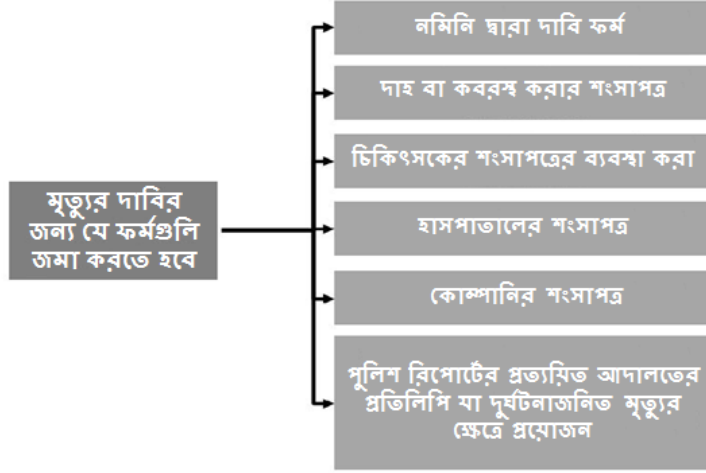 নমিনি দ্বারা দাবি ফর্ম
দাহ বা কবরস্থ করার শংসাপত্র
চিকিৎসকের শংসাপত্রের ব্যবস্থা করা
মৃত্যুর দাবির
জন্য যে ফর্মগুলি
জমা করতে হবে
হাসপাতালের শংসাপত্র
কোম্পানির শংসাপত্র
পুলিশ রিপোর্টের প্রত্যয়িত আদালতের
প্রতিলিপি যা দুর্ঘটনাজনিত মৃত্যুর
ক্ষেত্রে প্রয়োজন